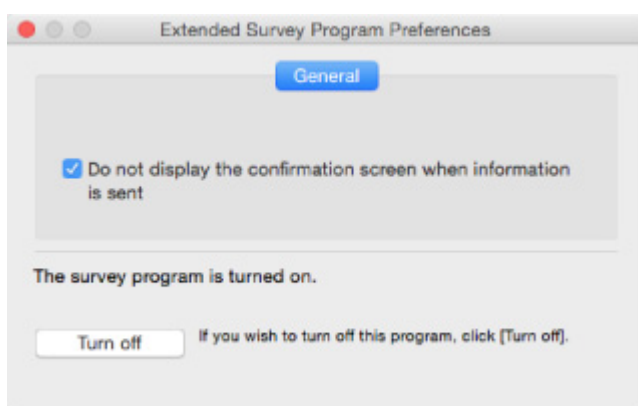 Extended Survey Program Preferences
General
Do not display the confirmation screen when information
is sent
The survey program is turned on.
Turn off
If you wish to turn off this program, click [Turn off].